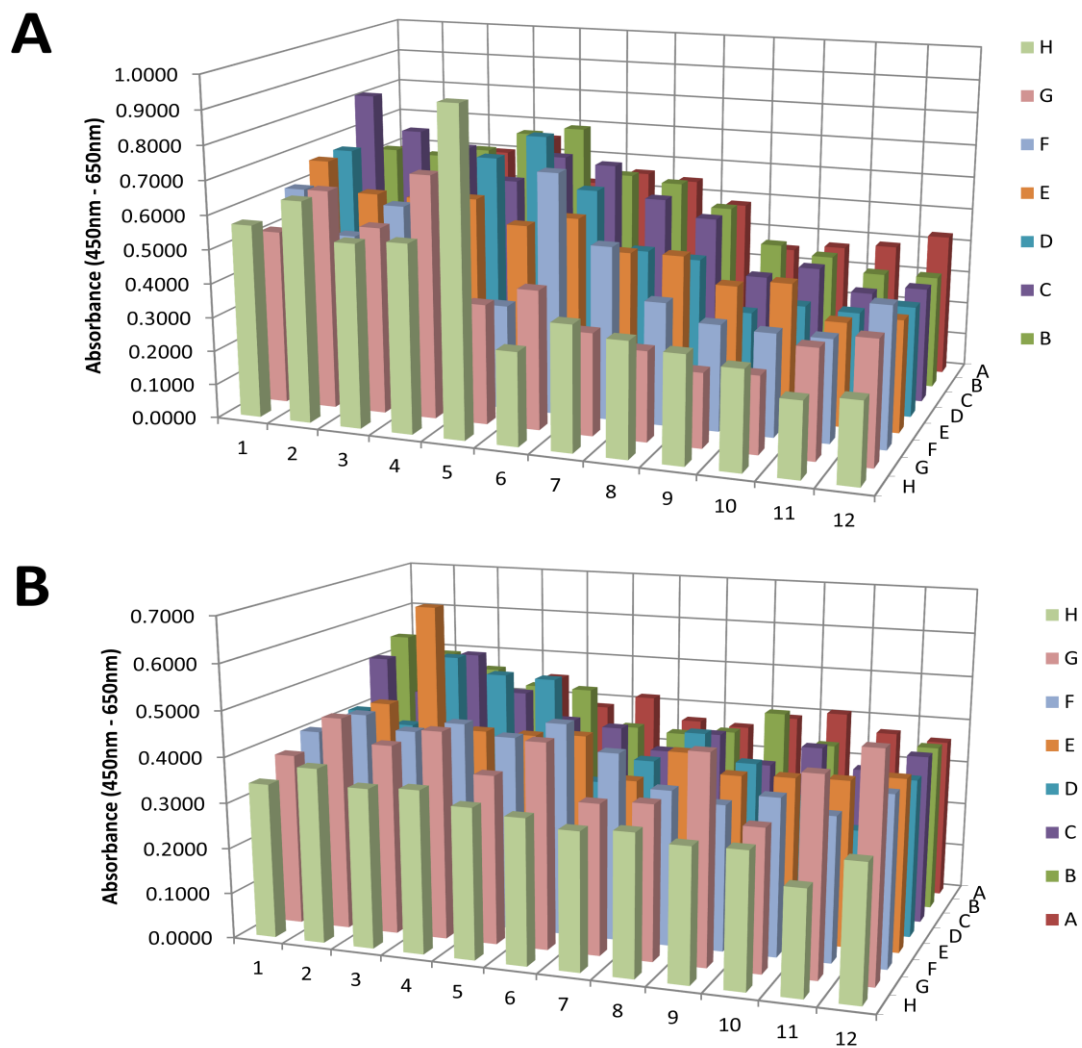 A
Absorbance (450nm - 650nm)
1.0000
0.9000
0.8000
0.7000
0.6000
0.5000
0.4000
0.3000
0.2000
0.1000
0.0000
1 2 3 4 5 6 7 8 9 10 11 12
A
B
C
D
E
F
G
H
H
G
F
E
D
C
B
B
Absorbance (450nm - 650nm)
0.7000
0.6000
0.5000
0.4000
0.3000
0.2000
0.1000
0.0000
1 2 3 4 5 6 7 8 9 10 11 12
A
B
C
D
E
F
G
H
H
G
F
E
D
C
B
A